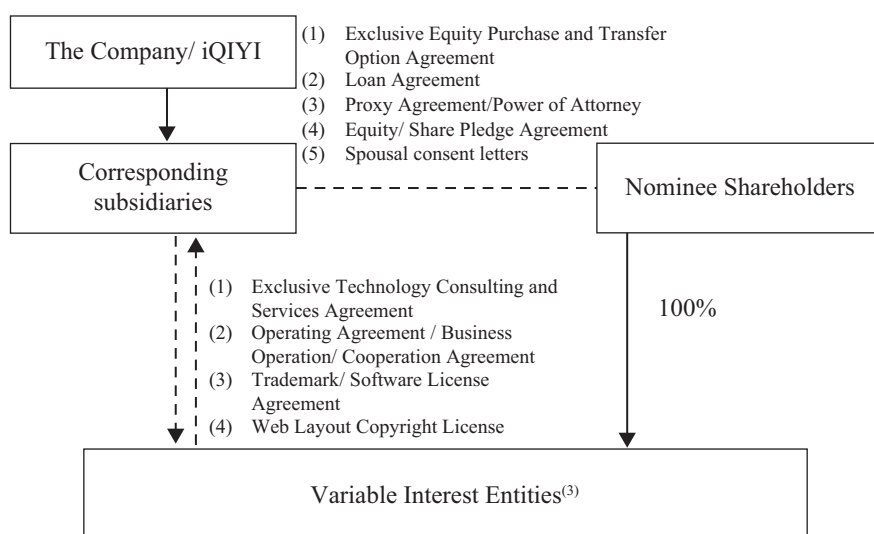 The Company/ iQIYI
(1) Exclusive Equity Purchase and Transfer
Option Agreement
(2) Loan Agreement
(3) Proxy Agreement/Power of Attorney
(4) Equity/ Share Pledge Agreement
(5) Spousal consent letters
Corresponding
subsidiaries
Nominee Shareholders
(1) Exclusive Technology Consulting and
Services Agreement
(2) Operating Agreement / Business
Operation/ Cooperation Agreement
(3) Trademark/ Software License
Agreement
(4) Web Layout Copyright License
100%
Variable Interest Entities(3)